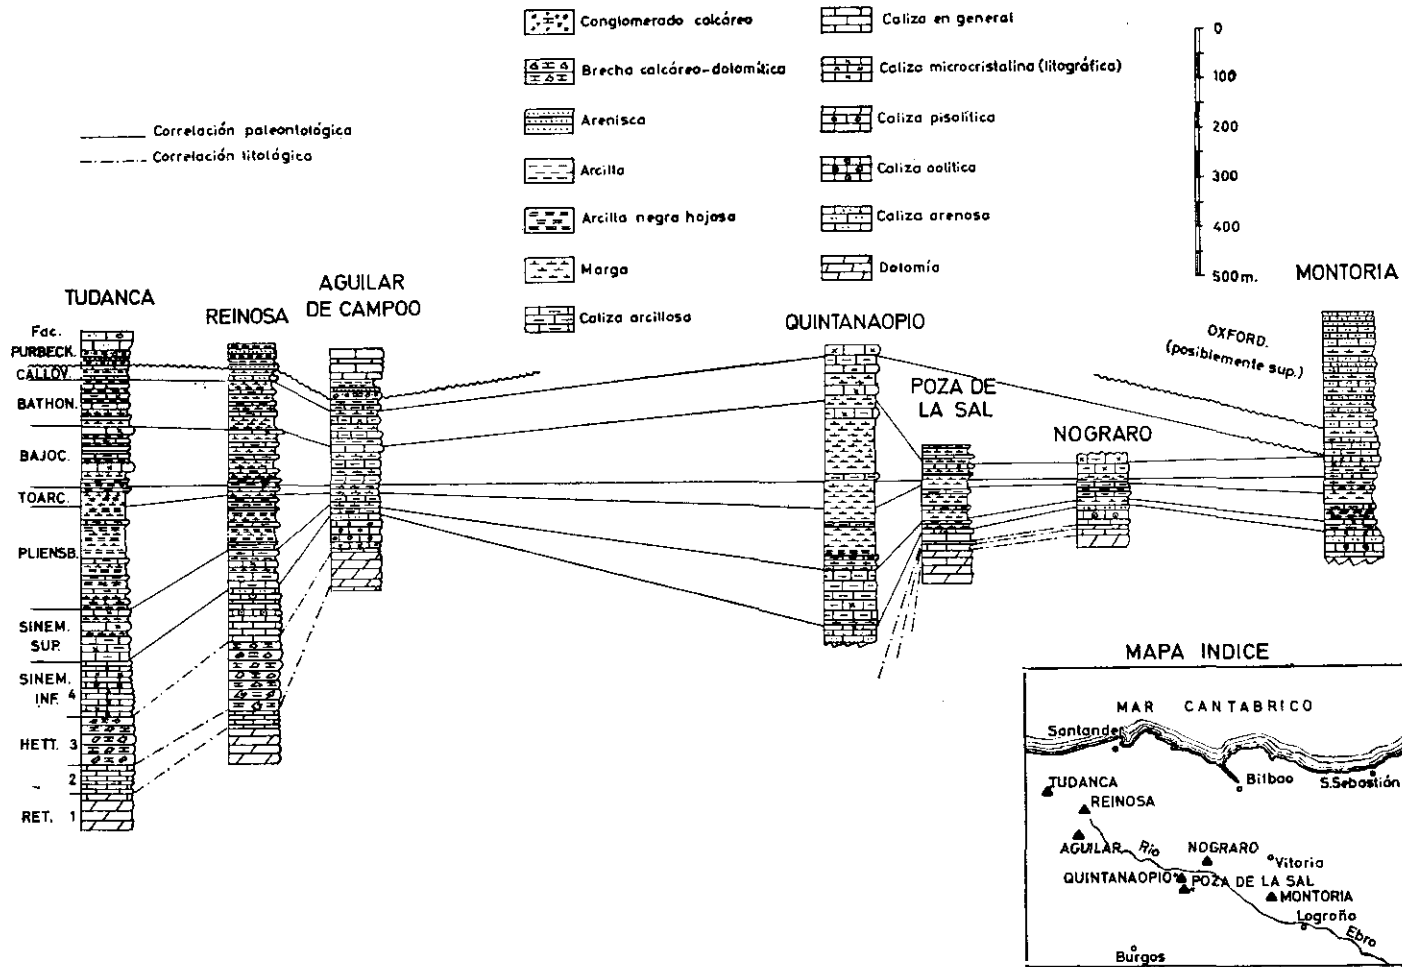 Conglomerado calcáreo
Brecha calcáreo-dolomítica
Arenisca
Arcilla
Arcilla negra hojosa
Marga
Caliza arcillosa
Caliza en general
Caliza microcristalina (litográfica)
Caliza pisolítica
Caliza oolítica
Caliza arenosa
Dolomía
0
100
200
300
400
500 m.
Correlación paleontológica
Correlación litológica
TUDANCA
REINOSA
AGUILAR
DE CAMPOO
QUINTANAOPIO
POZA DE
LA SAL
NOGRARO
MONTORIA
OXFORD.
(posiblemente sup.)
Fac.
PURBECK.
CALLOV.
BATHON.
BAJOC.
TOARC.
PLIENSB.
SINEM.
SUP.
SINEM.
INF. 4
HETT. 3
2
RET. 1
MAPA INDICE
MAR CANTABRICO
Santander
Bilbao
S.Sebastián
TUDANCA
REINOSA
AGUILAR
Rio
NOGRARO
Vitoria
QUINTANAOPIO
POZA DE LA SAL
MONTORIA
Logroño
Ebro
Burgos